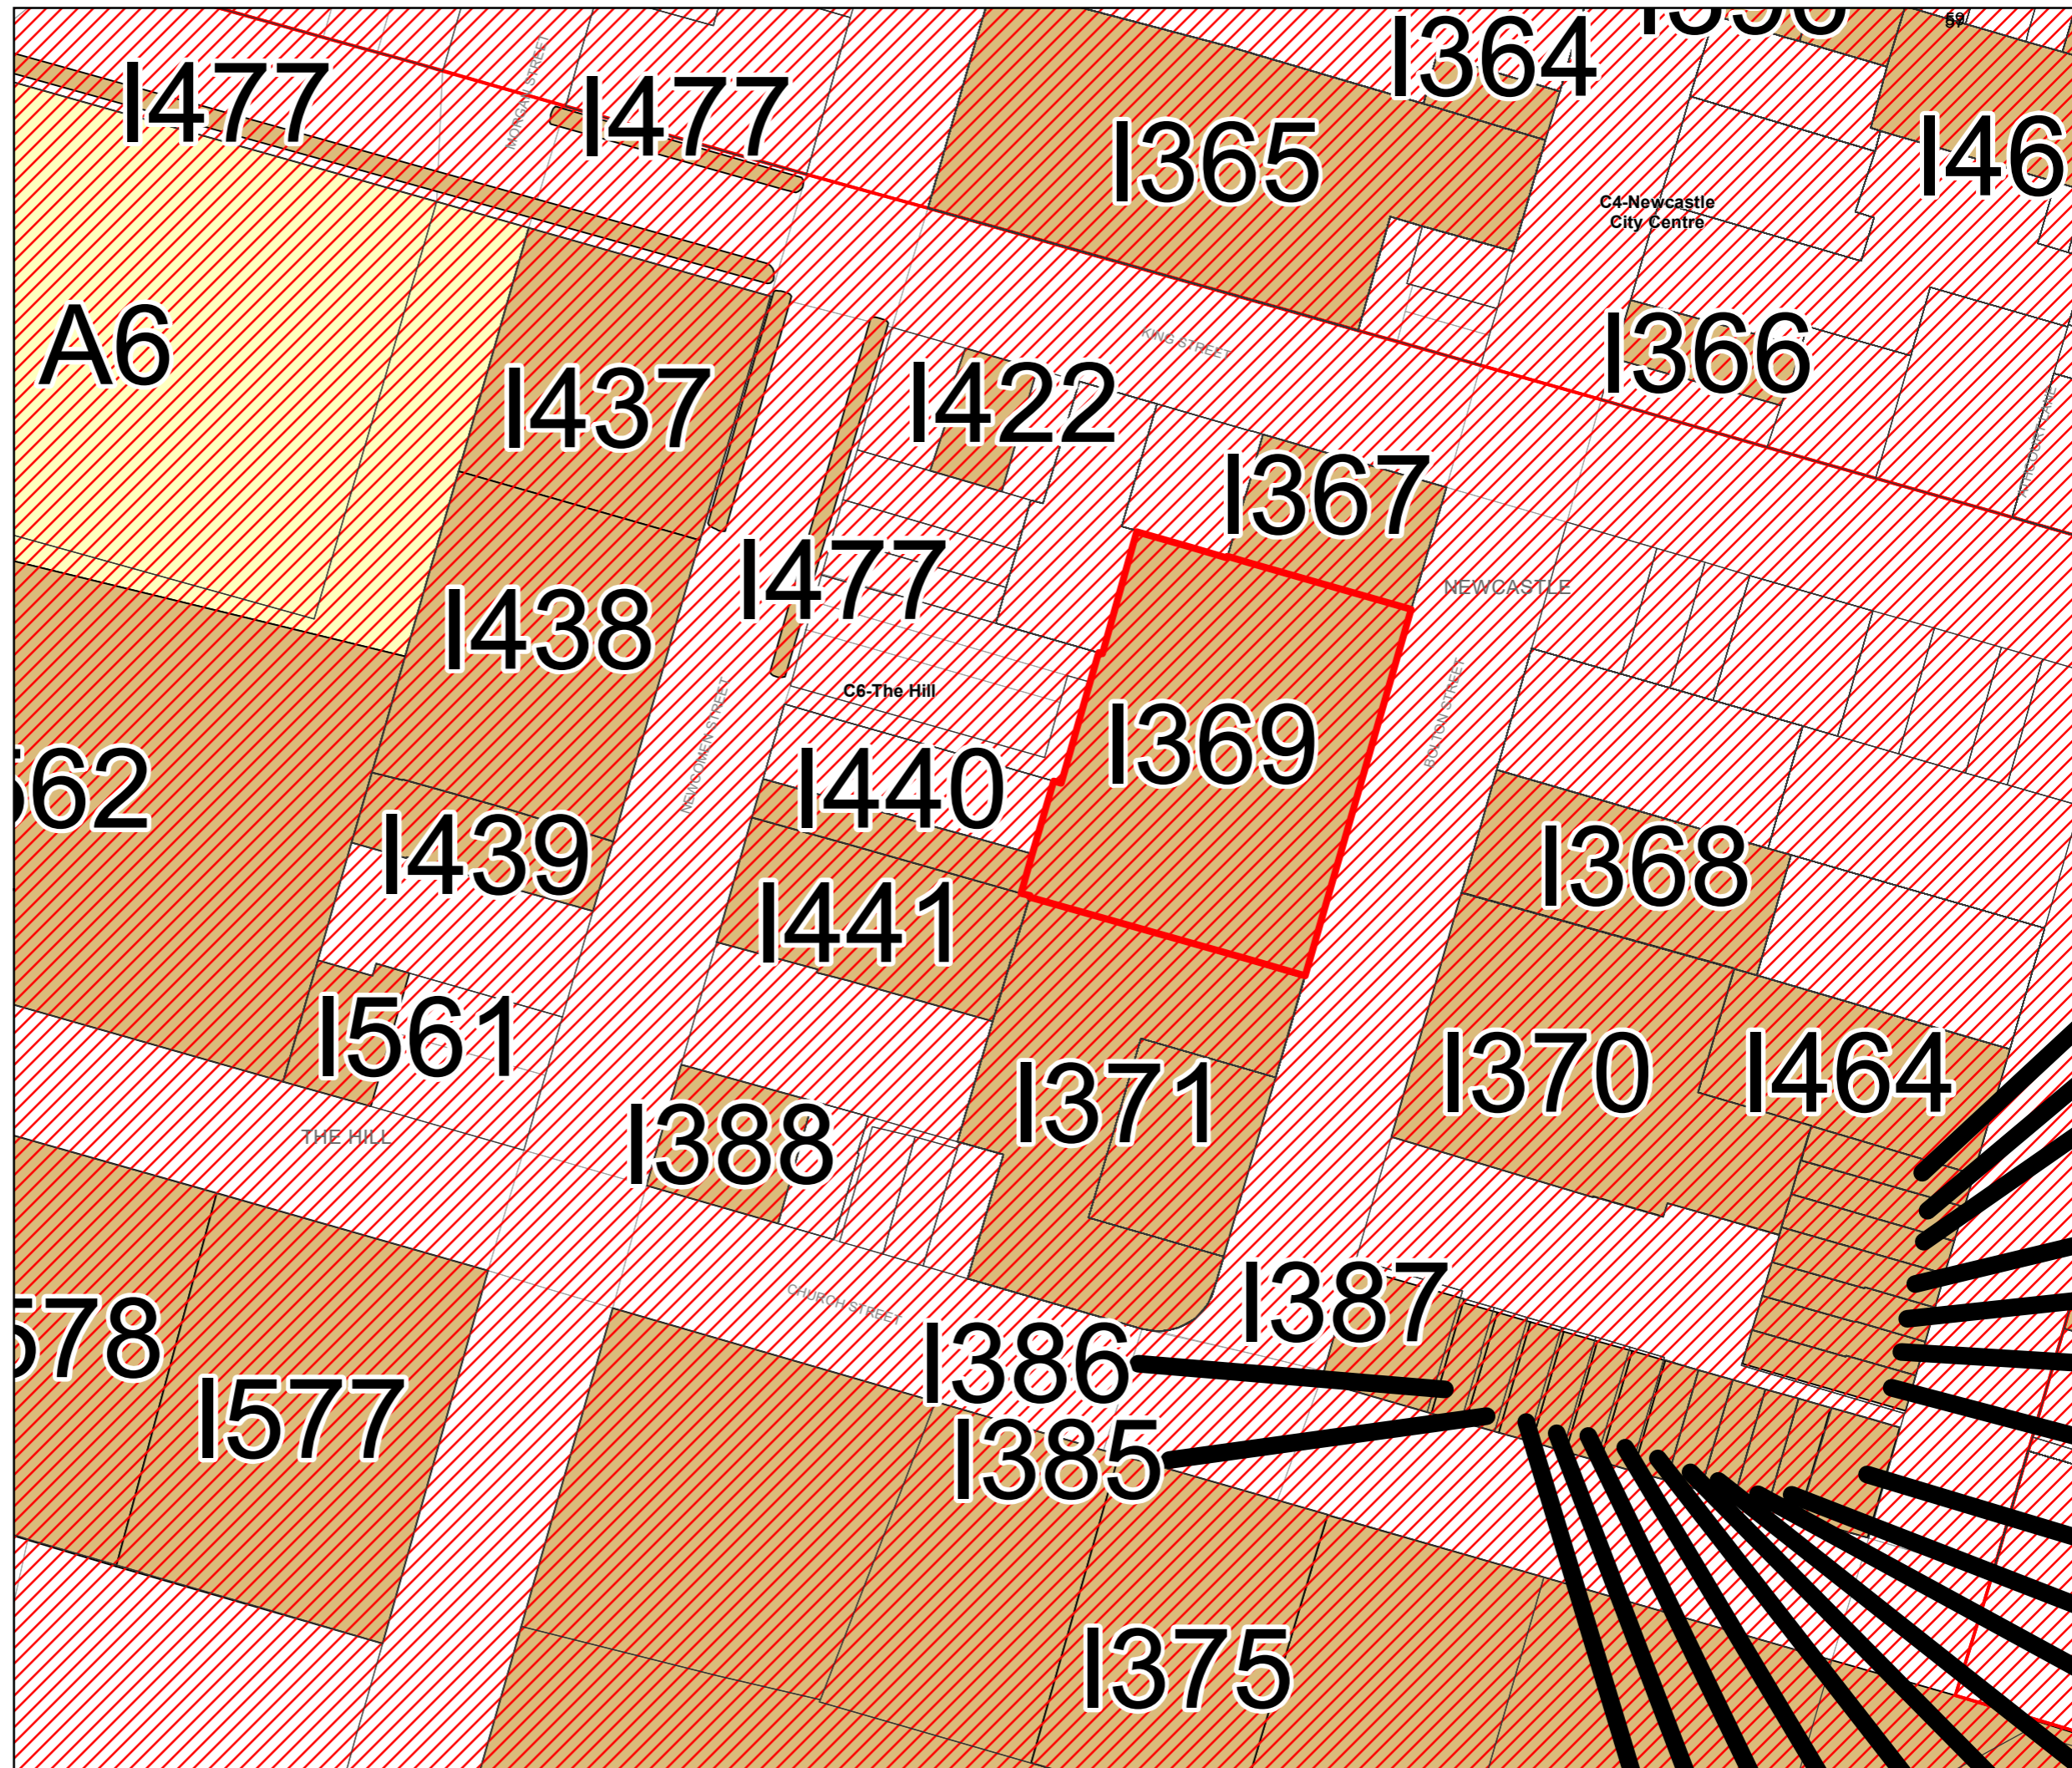 I364
I477
I477
I365
I46
C4-Newcastle
City Centre
A6
KING STREET
I366
I437
I422
I367
I477
NEWCASTLE
I438
C6-The Hill
BOLTON STREET
NEWCOMEN STREET
I369
I440
562
I439
I368
I441
I561
I371
I370
I464
THE HILL
I388
CHURCH STREET
I387
578
I386
I577
I385
I375